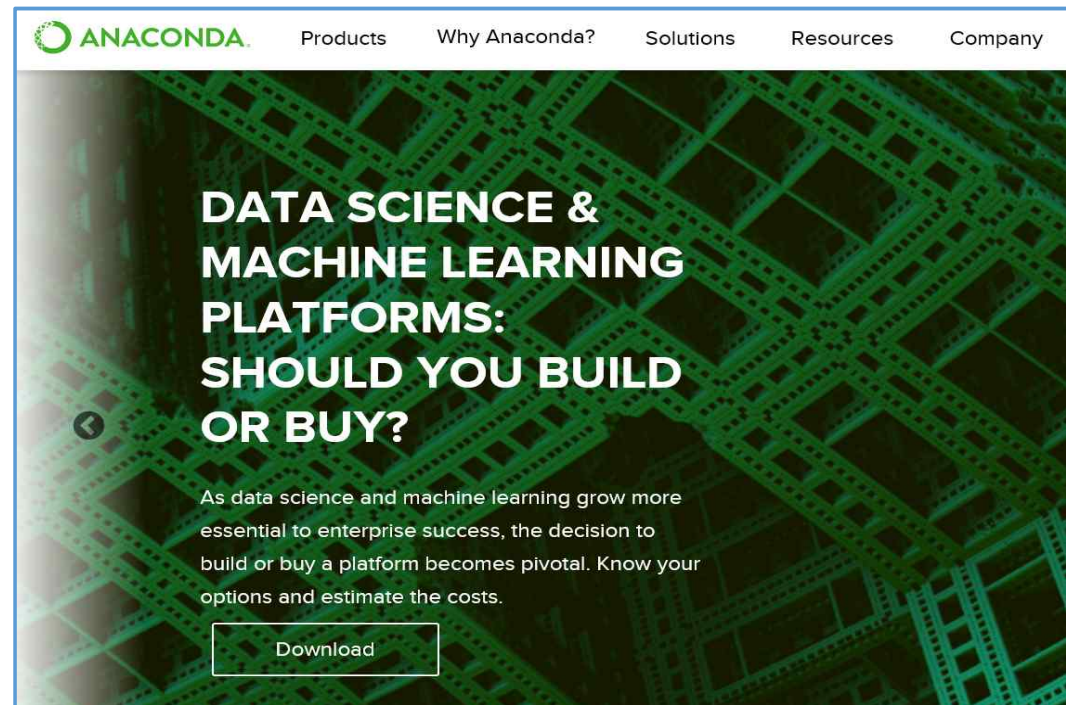 ANACONDA.
Products Why Anaconda? Solutions Resources Company
DATA SCIENCE &
MACHINE LEARNING
PLATFORMS:
SHOULD YOU BUILD
OR BUY?
As data science and machine learning grow more
essential to enterprise success, the decision to
build or buy a platform becomes pivotal. Know your
options and estimate the costs.
Download